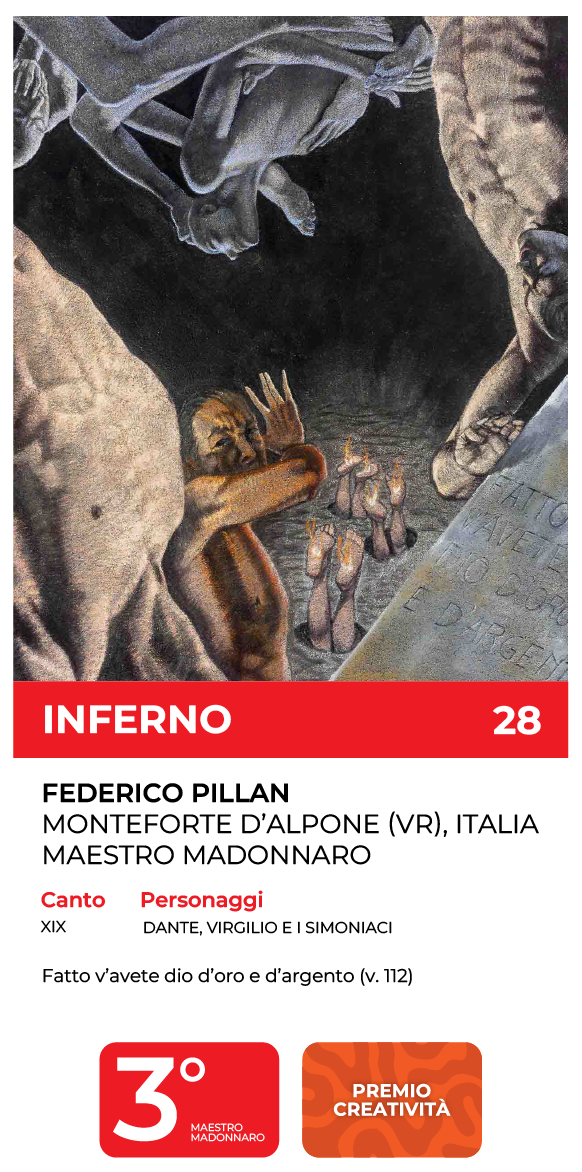 FATTO
V'AVETE
DIO D'ORO
E D'ARGENT
INFERNO 28
FEDERICO PILLAN
MONTEFORTE D'ALPONE (VR), ITALIA
MAESTRO MADONNARO
Canto Personaggi
XIX DANTE, VIRGILIO E I SIMONIACI
Fatto v'avete dio d'oro e d'argento (v. 112)
3°
MAESTRO
MADONNARO
PREMIO
CREATIVITÀ